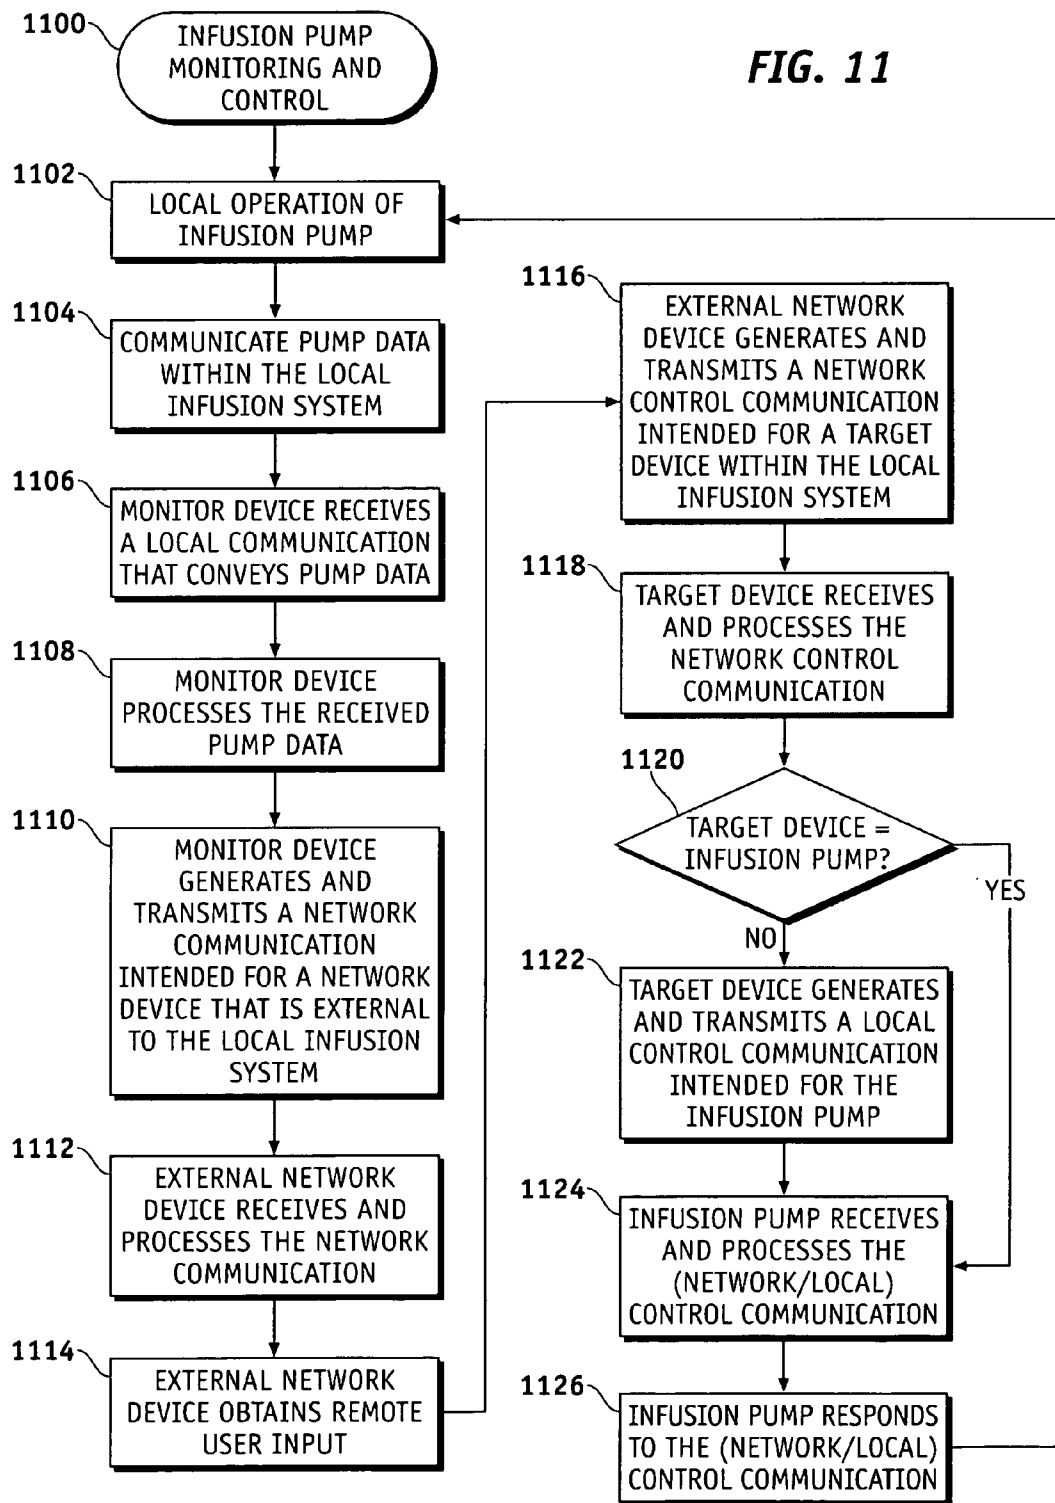 1100
INFUSION PUMP
MONITORING AND
CONTROL
FIG. 11
1102
LOCAL OPERATION OF
INFUSION PUMP
1104
COMMUNICATE PUMP DATA
WITHIN THE LOCAL
INFUSION SYSTEM
1106
MONITOR DEVICE RECEIVES
A LOCAL COMMUNICATION
THAT CONVEYS PUMP DATA
1108
MONITOR DEVICE
PROCESSES THE RECEIVED
PUMP DATA
1110
MONITOR DEVICE
GENERATES AND
TRANSMITS A NETWORK
COMMUNICATION
INTENDED FOR A NETWORK
DEVICE THAT IS EXTERNAL
TO THE LOCAL INFUSION
SYSTEM
1112
EXTERNAL NETWORK
DEVICE RECEIVES AND
PROCESSES THE NETWORK
COMMUNICATION
1114
EXTERNAL NETWORK
DEVICE OBTAINS REMOTE
USER INPUT
1116
EXTERNAL NETWORK
DEVICE GENERATES AND
TRANSMITS A NETWORK
CONTROL COMMUNICATION
INTENDED FOR A TARGET
DEVICE WITHIN THE LOCAL
INFUSION SYSTEM
1118
TARGET DEVICE RECEIVES
AND PROCESSES THE
NETWORK CONTROL
COMMUNICATION
1120
TARGET DEVICE =
INFUSION PUMP?
YES
NO
1122
TARGET DEVICE GENERATES
AND TRANSMITS A LOCAL
CONTROL COMMUNICATION
INTENDED FOR THE
INFUSION PUMP
1124
INFUSION PUMP RECEIVES
AND PROCESSES THE
(NETWORK/LOCAL)
CONTROL COMMUNICATION
1126
INFUSION PUMP RESPONDS
TO THE (NETWORK/LOCAL)
CONTROL COMMUNICATION